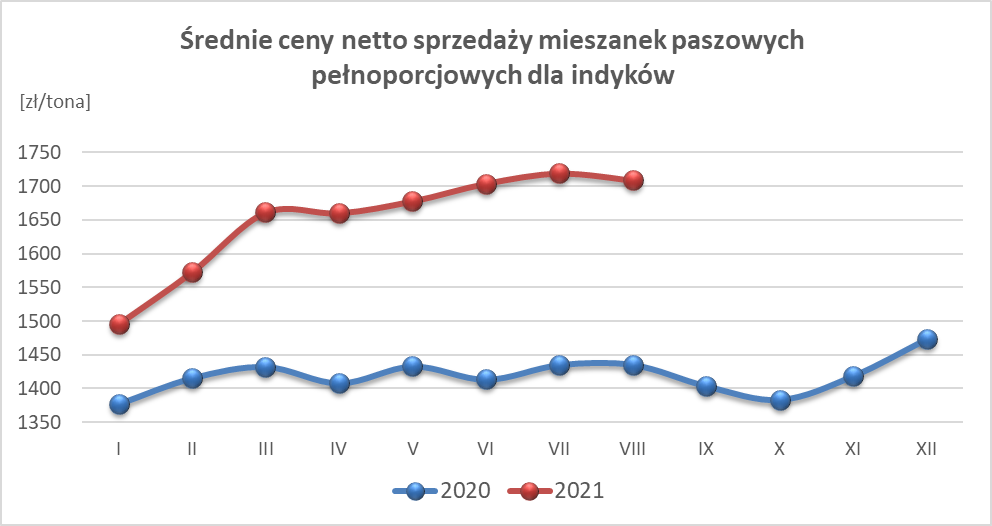 Średnie ceny netto sprzedaży mieszanek paszowych
pełnoporcjowych dla indyków
[zł/tona]
1750
1700
1650
1600
1550
1500
1450
1400
1350
I II III IV V VI VII VIII IX X XI XII
2020 2021